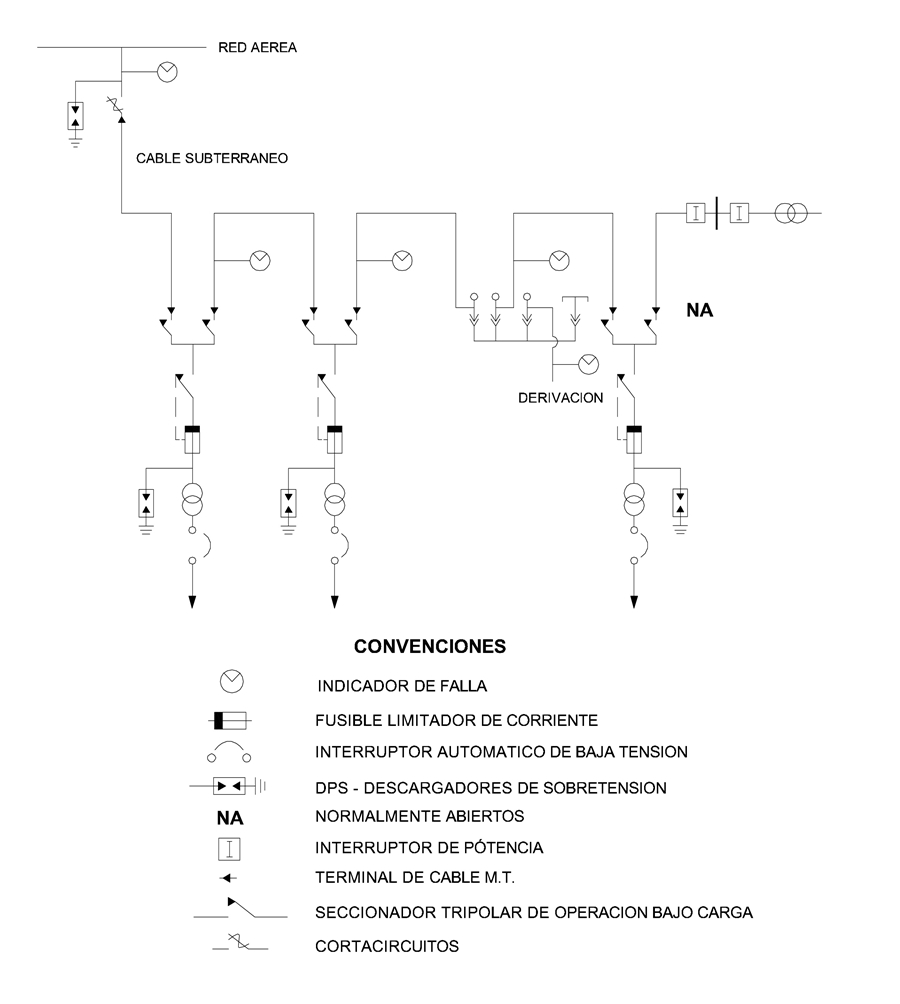 RED AEREA
CABLE SUBTERRANEO
NA
DERIVACION
CONVENCIONES
INDICADOR DE FALLA
FUSIBLE LIMITADOR DE CORRIENTE
INTERRUPTOR AUTOMATICO DE BAJA TENSION
DPS - DESCARGADORES DE SOBRETENSION
NA NORMALMENTE ABIERTOS
INTERRUPTOR DE PÓTENCIA
TERMINAL DE CABLE M.T.
SECCIONADOR TRIPOLAR DE OPERACION BAJO CARGA
CORTACIRCUITOS